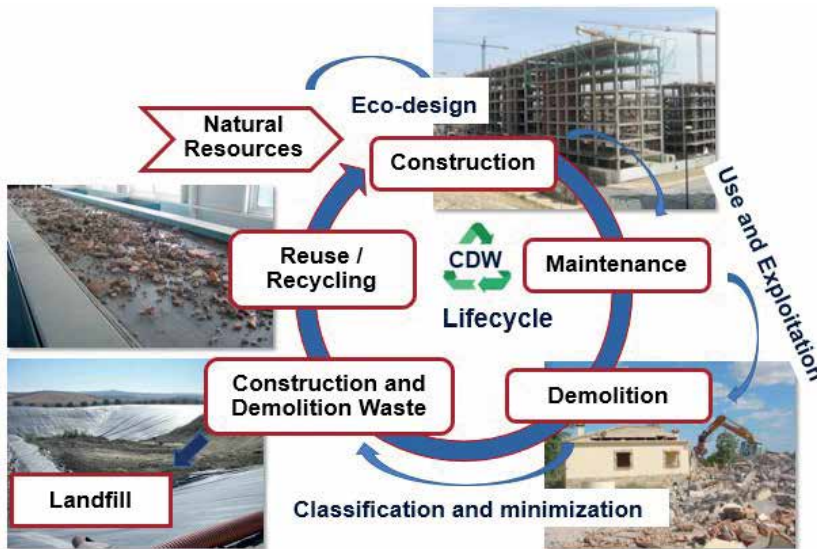 Eco-design
Natural
Resources
Construction
Use and Exploitation
Reuse /
Recycling
CDW
Lifecycle
Maintenance
Construction and
Demolition Waste
Demolition
Landfill
Classification and minimization